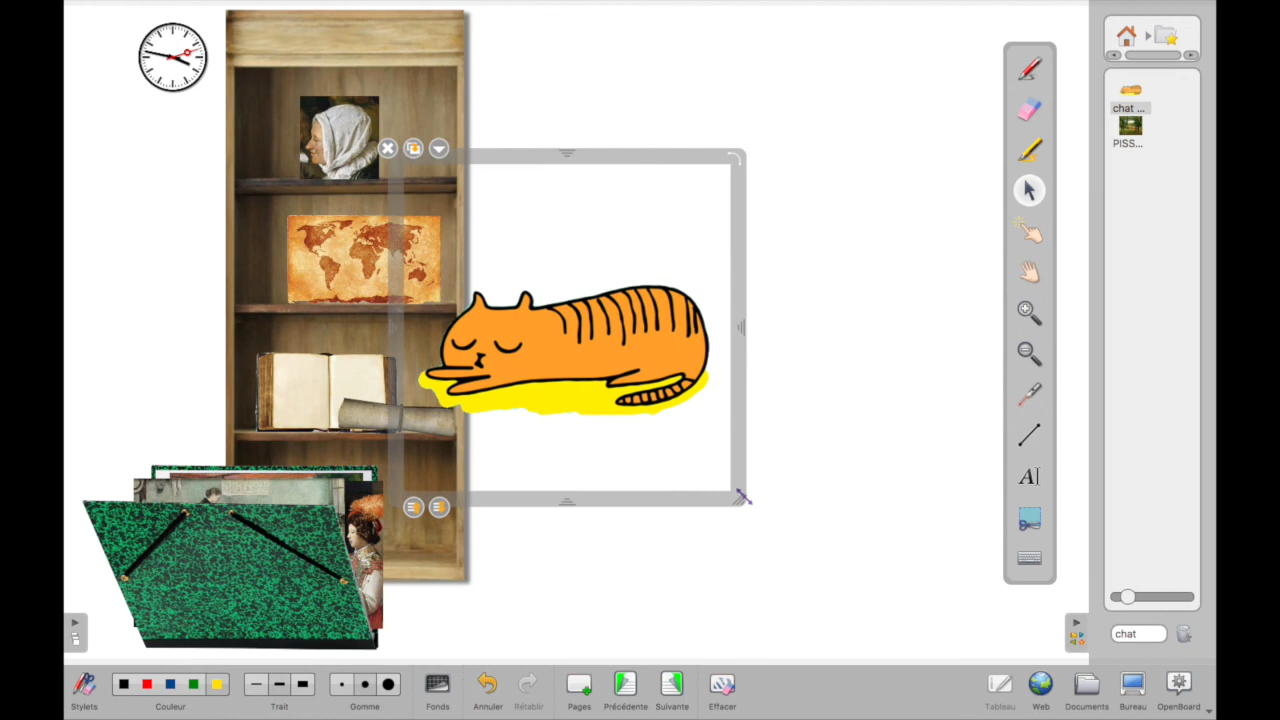 chat ...
PISS...
A
chat
Stylets
Couleur
Trait
Gomme
Fonds
Annuler
Rétablir
Pages
Précédente
Suivante
Effacer
Tableau
Web
Documents
Bureau
OpenBoard